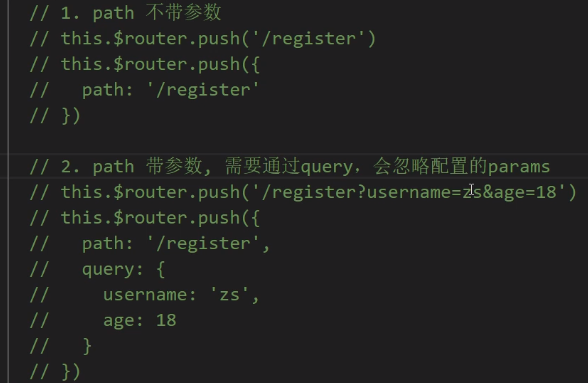 // 1. path 不带参数
// this.$router.push('/register')
// this.$router.push({
//   path: '/register'
// })
// 2. path 带参数, 需要通过query，会忽略配置的params
// this.$router.push('/register?username=zs&age=18')
// this.$router.push({
//   path: '/register',
//   query: {
//     username: 'zs',
//     age: 18
//   }
// })